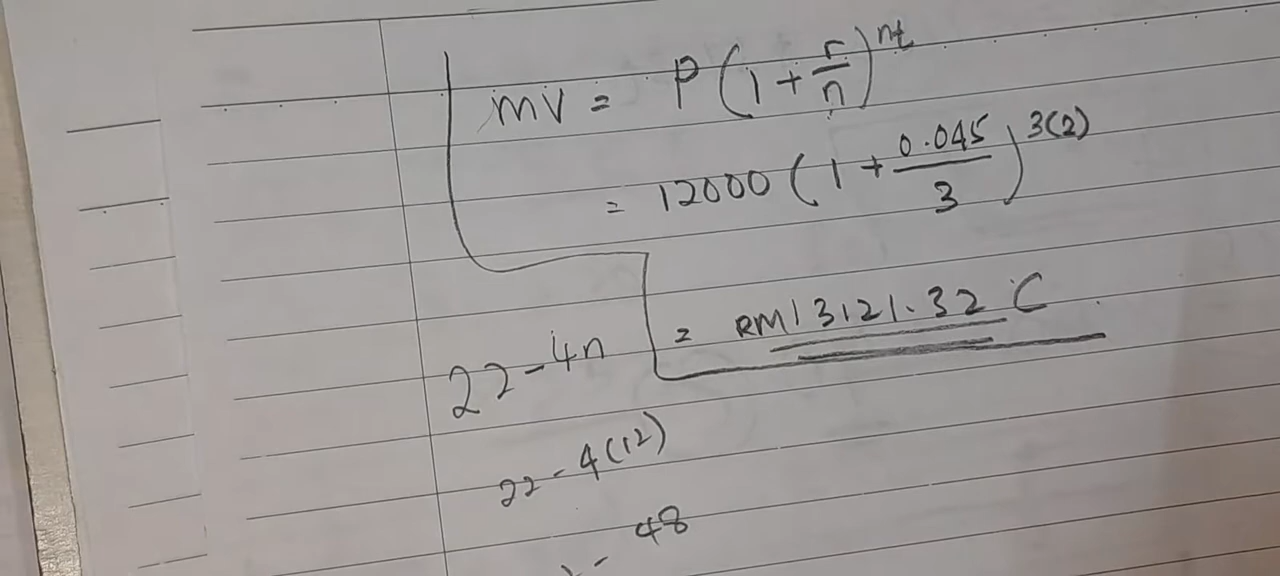 MV = P(1 + r/n)^nt
= 12000 (1 + 0.045/3)^3(2)
= RM13121.32 C
22 - 4n
22 - 4(12)
- 48